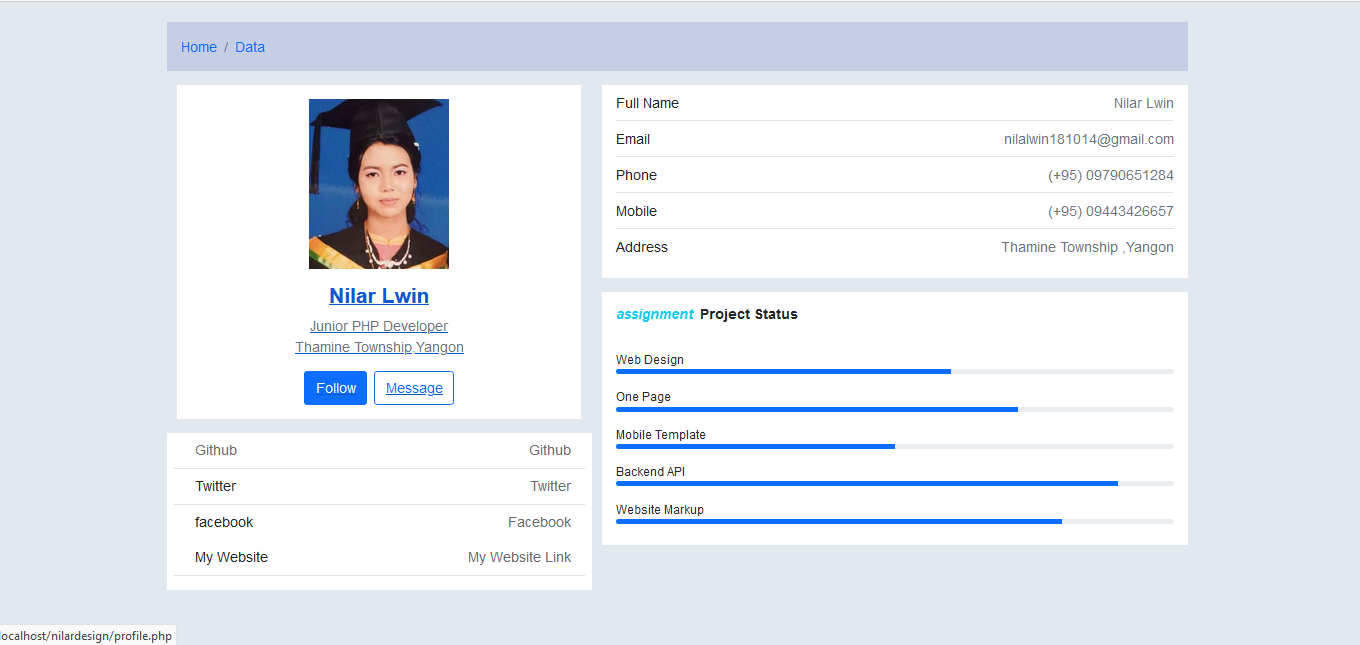 Home / Data
Nilar Lwin
Junior PHP Developer
Thamine Township,Yangon
Follow Message
Github Github
Twitter Twitter
facebook Facebook
My Website My Website Link
Full Name Nilar Lwin
Email nilalwin181014@gmail.com
Phone (+95) 09790651284
Mobile (+95) 09443426657
Address Thamine Township ,Yangon
assignment Project Status
Web Design
One Page
Mobile Template
Backend API
Website Markup
localhost/nilardesign/profile.php